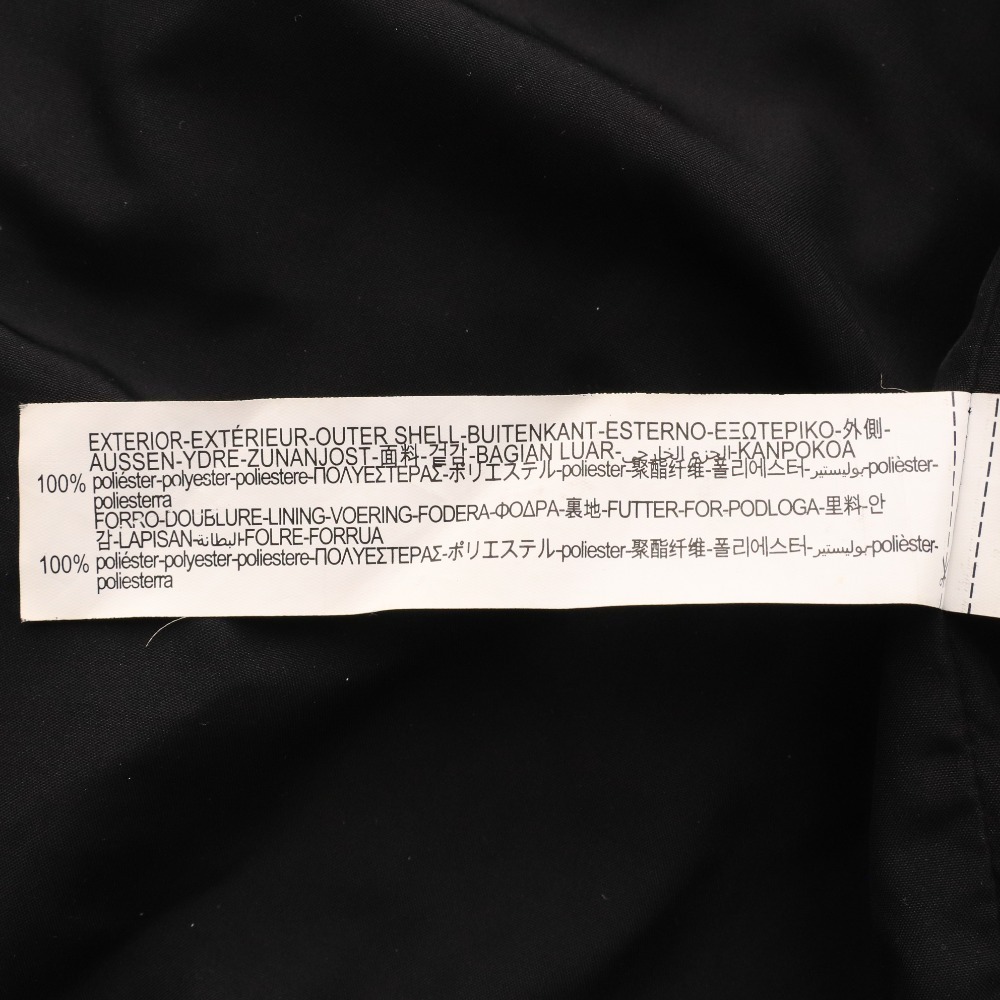 EXTERIOR-EXTÉRIEUR-OUTER SHELL-BUITENKANT-ESTERNO-ΕΞΩΤΕΡΙΚΟ-外側-
AUSSEN-YDRE-ZUNANJOST-面料-겉감-BAGIAN LUAR-الجزء الخارجي-KANPOKOA
100% poliéster-polyester-poliestere-ΠΟΛΥΕΣΤΕΡΑΣ-ポリエステル-poliester-聚酯纤维-폴리에스터-بوليستير-polièster-
poliesterra
FORRO-DOUBLURE-LINING-VOERING-FODERA-ΦΟΔΡΑ-裏地-FUTTER-FOR-PODLOGA-里料-안
감-LAPISAN-البطانة-FOLRE-FORRUA
100% poliéster-polyester-poliestere-ΠΟΛΥΕΣΤΕΡΑΣ-ポリエステル-poliester-聚酯纤维-폴리에스터-بوليستير-polièster-
poliesterra